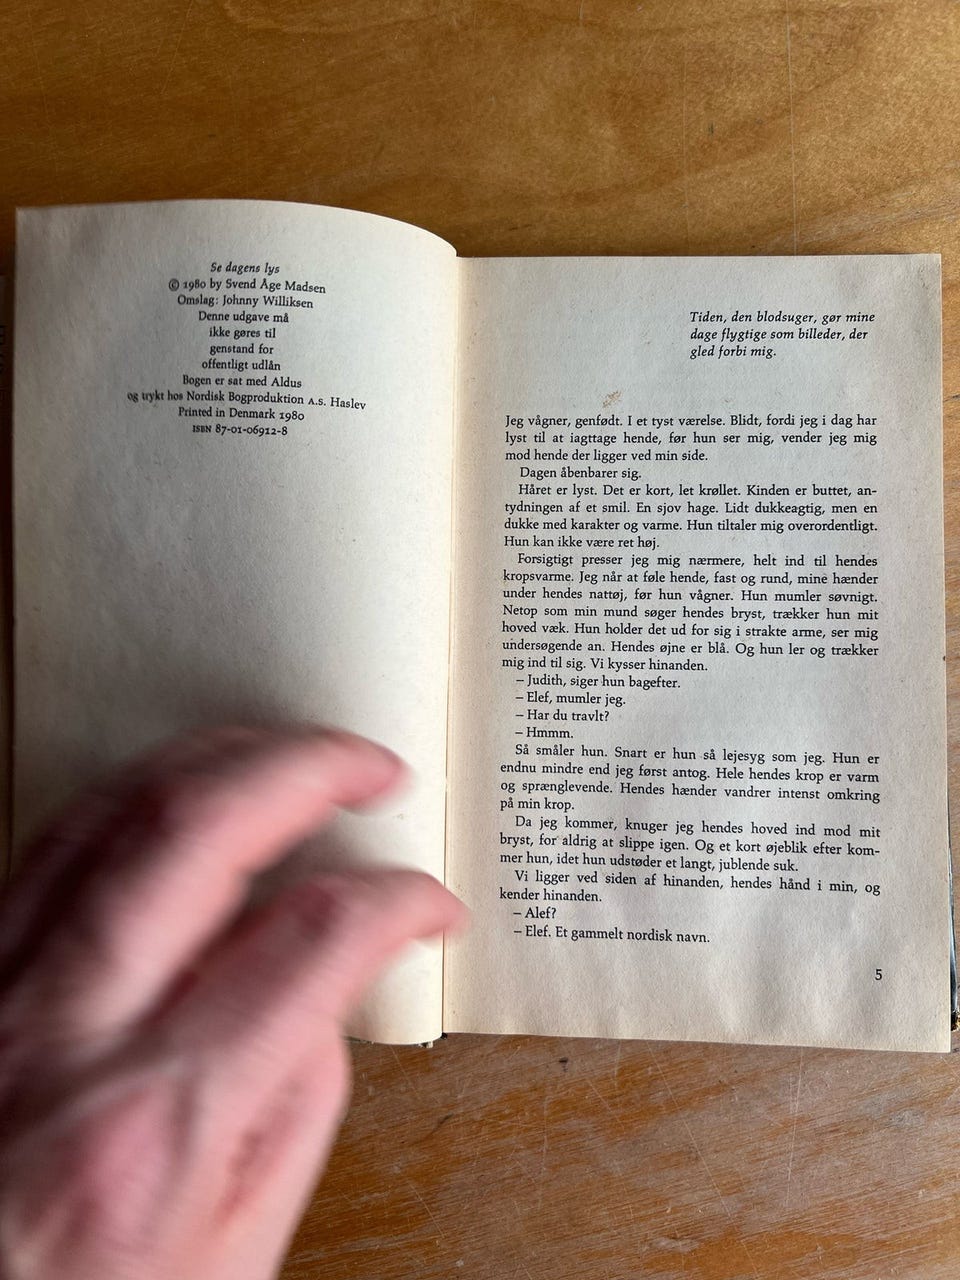 Se dagens lys
© 1980 by Svend Åge Madsen
Omslag: Johnny Williksen
Denne udgave må
ikke gøres til
genstand for
offentligt udlån
Bogen er sat med Aldus
og trykt hos Nordisk Bogproduktion A.S. Haslev
Printed in Denmark 1980
ISBN 87-01-06912-8
Tiden, den blodsuger, gør mine
dage flygtige som billeder, der
gled forbi mig.
Jeg vågner, genfødt. I et tyst værelse. Blidt, fordi jeg i dag har
lyst til at iagttage hende, før hun ser mig, vender jeg mig
mod hende der ligger ved min side.
Dagen åbenbarer sig.
Håret er lyst. Det er kort, let krøllet. Kinden er buttet, an-
tydningen af et smil. En sjov hage. Lidt dukkeagtig, men en
dukke med karakter og varme. Hun tiltaler mig overordentligt.
Hun kan ikke være ret høj.
Forsigtigt presser jeg mig nærmere, helt ind til hendes
kropsvarme. Jeg når at føle hende, fast og rund, mine hænder
under hendes nattøj, før hun vågner. Hun mumler søvnigt.
Netop som min mund søger hendes bryst, trækker hun mit
hoved væk. Hun holder det ud for sig i strakte arme, ser mig
undersøgende an. Hendes øjne er blå. Og hun ler og trækker
mig ind til sig. Vi kysser hinanden.
– Judith, siger hun bagefter.
– Elef, mumler jeg.
– Har du travlt?
– Hmmm.
Så småler hun. Snart er hun så lejesyg som jeg. Hun er
endnu mindre end jeg først antog. Hele hendes krop er varm
og sprænglevende. Hendes hænder vandrer intenst omkring
på min krop.
Da jeg kommer, knuger jeg hendes hoved ind mod mit
bryst, for aldrig at slippe igen. Og et kort øjeblik efter kom-
mer hun, idet hun udstøder et langt, jublende suk.
Vi ligger ved siden af hinanden, hendes hånd i min, og
kender hinanden.
– Alef?
– Elef. Et gammelt nordisk navn.
5